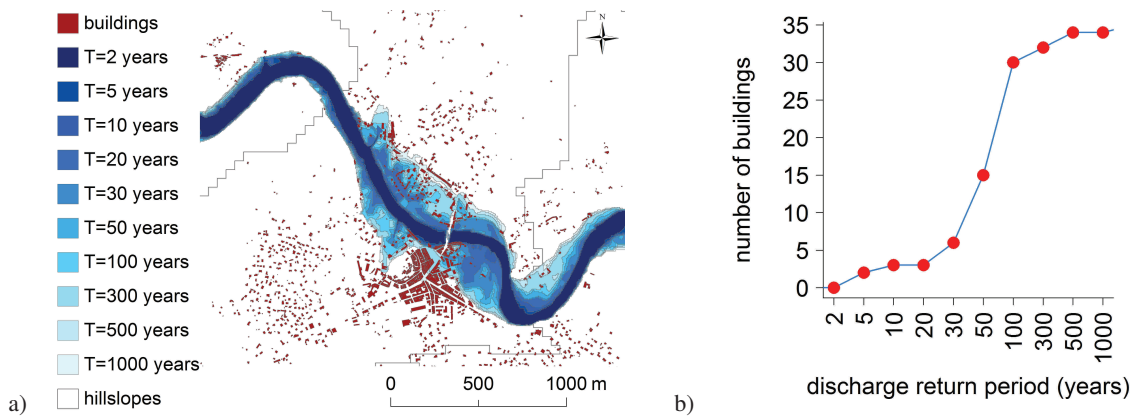 buildings
T=2 years
T=5 years
T=10 years
T=20 years
T=30 years
T=50 years
T=100 years
T=300 years
T=500 years
T=1000 years
hillslopes
N
0 500 1000 m
a)
number of buildings
35
30
25
20
15
10
5
0
2 5 10 20 30 50 100 300 500 1000
discharge return period (years)
b)